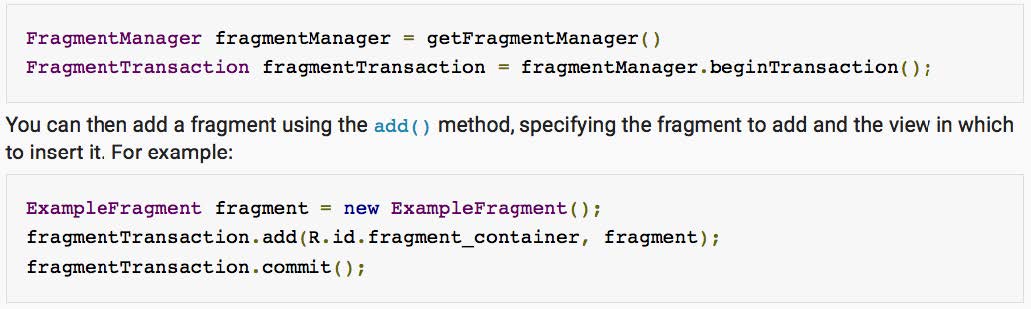 FragmentManager fragmentManager = getFragmentManager()
FragmentTransaction fragmentTransaction = fragmentManager.beginTransaction();
You can then add a fragment using the add() method, specifying the fragment to add and the view in which
to insert it. For example:
ExampleFragment fragment = new ExampleFragment();
fragmentTransaction.add(R.id.fragment_container, fragment);
fragmentTransaction.commit();